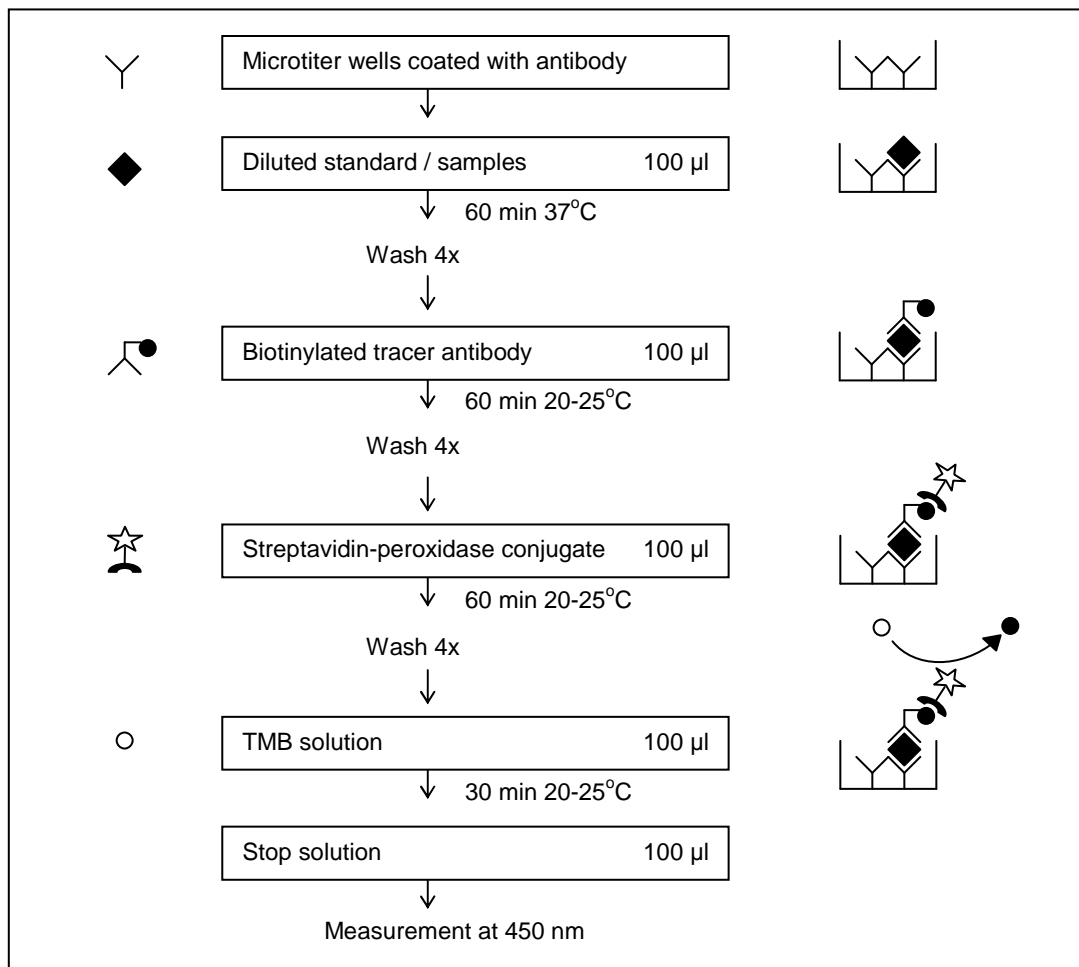 Microtiter wells coated with antibody
Diluted standard / samples 100 µl
60 min 37°C
Wash 4x
Biotinylated tracer antibody 100 µl
60 min 20-25°C
Wash 4x
Streptavidin-peroxidase conjugate 100 µl
60 min 20-25°C
Wash 4x
TMB solution 100 µl
30 min 20-25°C
Stop solution 100 µl
Measurement at 450 nm